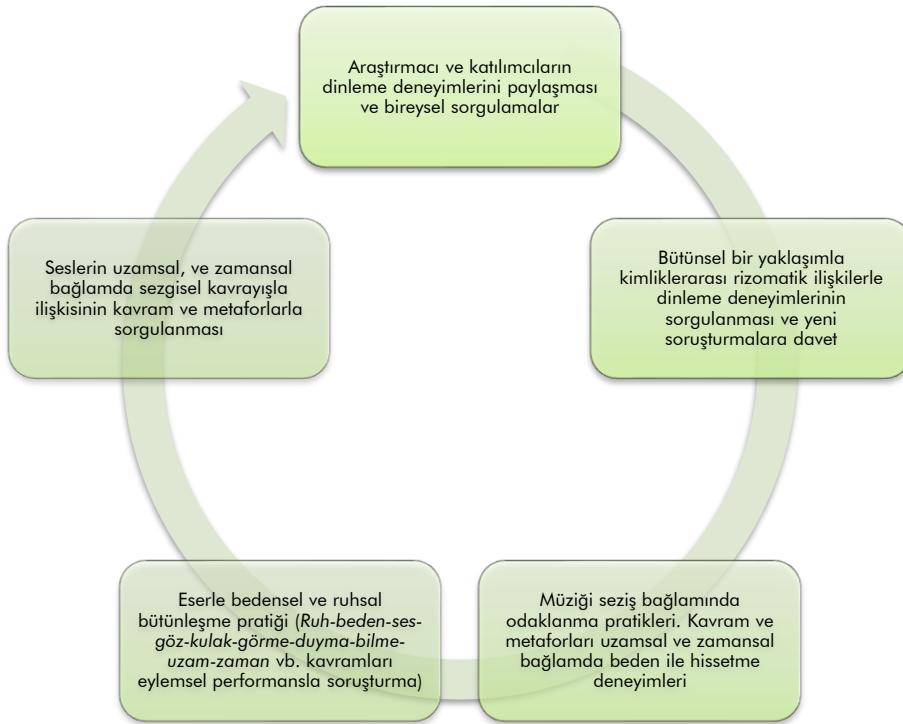 Araştırmacı ve katılımcıların
dinleme deneyimlerini paylaşması
ve bireysel sorgulamalar
Bütünsel bir yaklaşımla
kimliklerarası rizomatik ilişkilerle
dinleme deneyimlerinin
sorgulanması ve yeni
soruşturmalara davet
Müziği seziş bağlamında
odaklanma pratikleri. Kavram ve
metaforları uzamsal ve zamansal
bağlamda beden ile hissetme
deneyimleri
Eserle bedensel ve ruhsal
bütünleşme pratiği (Ruh-beden-ses-
göz-kulak-görme-duyma-bilme-
uzam-zaman vb. kavramları
eylemsel performansla soruşturma)
Seslerin uzamsal, ve zamansal
bağlamda sezgisel kavrayışla
ilişkisinin kavram ve metaforlarla
sorgulanması